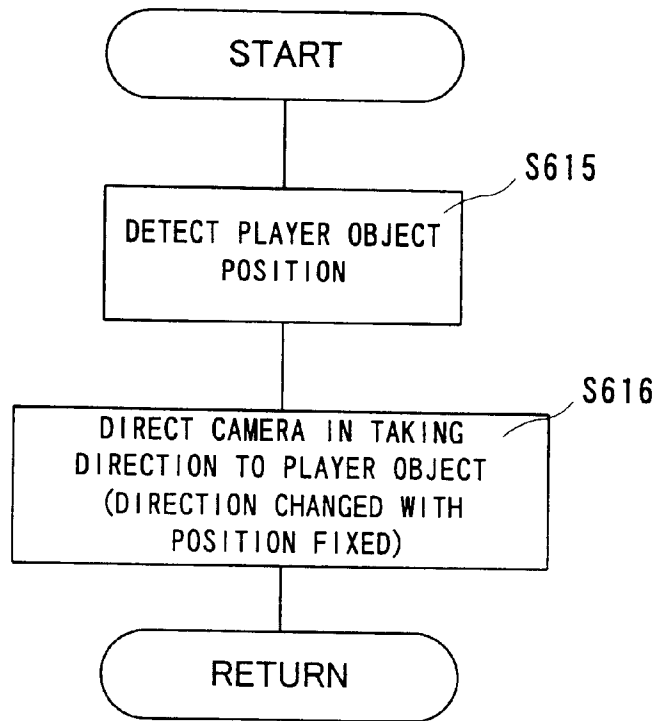 START
S615
DETECT PLAYER OBJECT
POSITION
S616
DIRECT CAMERA IN TAKING
DIRECTION TO PLAYER OBJECT
(DIRECTION CHANGED WITH
POSITION FIXED)
RETURN